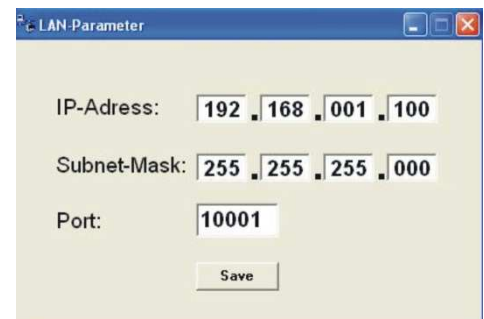 LAN-Parameter
IP-Adress: 192 . 168 . 001 . 100
Subnet-Mask: 255 . 255 . 255 . 000
Port: 10001
Save